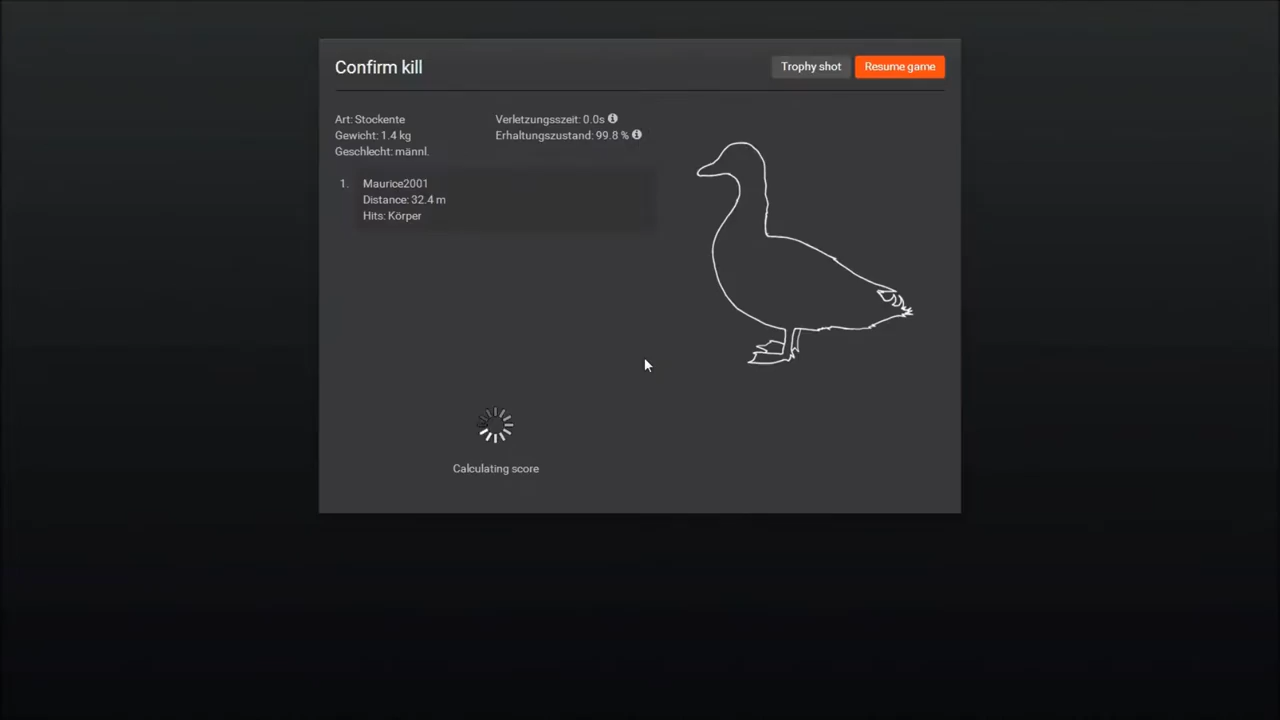 Confirm kill
Trophy shot
Resume game
Art: Stockente
Gewicht: 1.4 kg
Geschlecht: männl.
Verletzungsszeit: 0.0s
Erhaltungszustand: 99.8 %
1. Maurice2001
Distance: 32.4 m
Hits: Körper
Calculating score